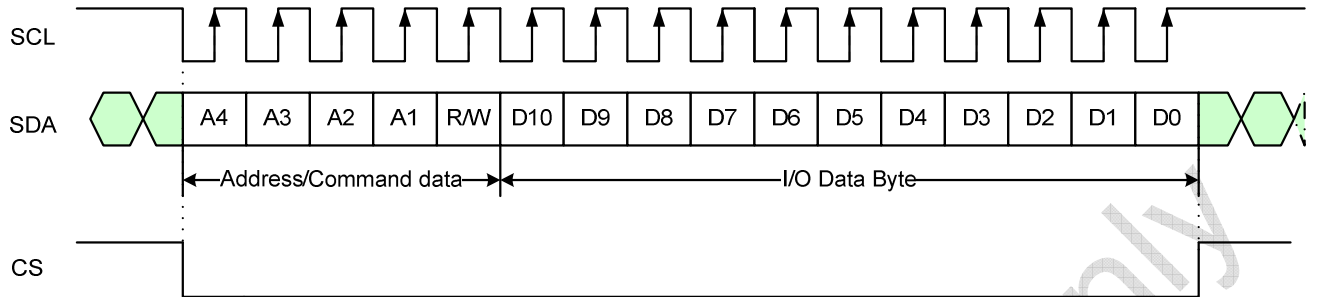 SCL
SDA A4 A3 A2 A1 R/W D10 D9 D8 D7 D6 D5 D4 D3 D2 D1 D0
Address/Command data I/O Data Byte
CS